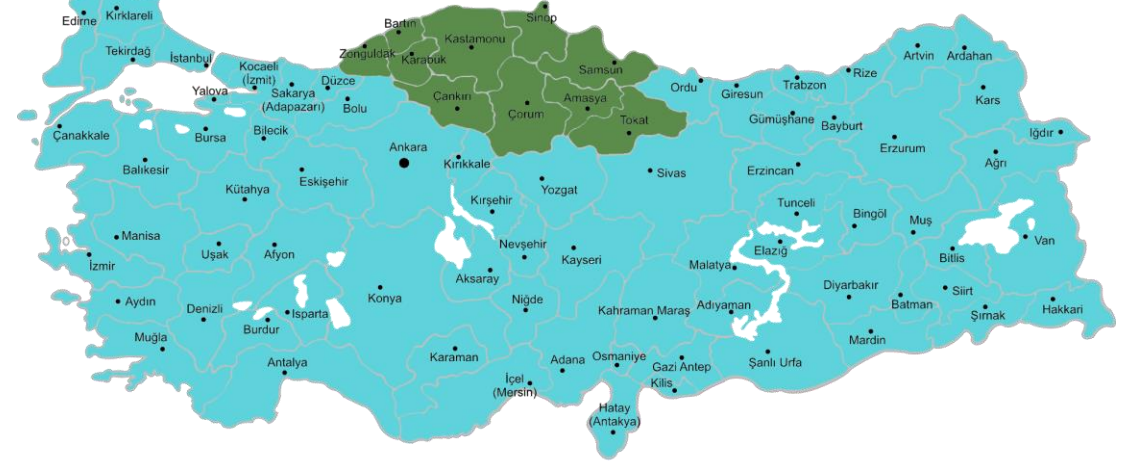 Edirne
Kırklareli
Tekirdağ
İstanbul
Kocaeli
(İzmit)
Yalova
Sakarya
(Adapazarı)
Düzce
Bolu
Zonguldak
Bartın
Karabük
Kastamonu
Sinop
Samsun
Çankırı
Çorum
Amasya
Tokat
Ordu
Giresun
Trabzon
Rize
Artvin
Ardahan
Kars
Gümüşhane
Bayburt
Erzurum
Iğdır
Ağrı
Çanakkale
Bursa
Bilecik
Balıkesir
Kütahya
Eskişehir
Ankara
Kırıkkale
Yozgat
Sivas
Erzincan
Tunceli
Bingöl
Muş
Kırşehir
Nevşehir
Kayseri
Malatya
Elazığ
Bitlis
Van
Manisa
İzmir
Uşak
Afyon
Aksaray
Konya
Niğde
Kahraman Maraş
Adıyaman
Diyarbakır
Batman
Siirt
Şırnak
Hakkari
Aydın
Denizli
Burdur
Isparta
Muğla
Antalya
Karaman
İçel
(Mersin)
Adana
Osmaniye
Gazi Antep
Kilis
Şanlı Urfa
Mardin
Hatay
(Antakya)